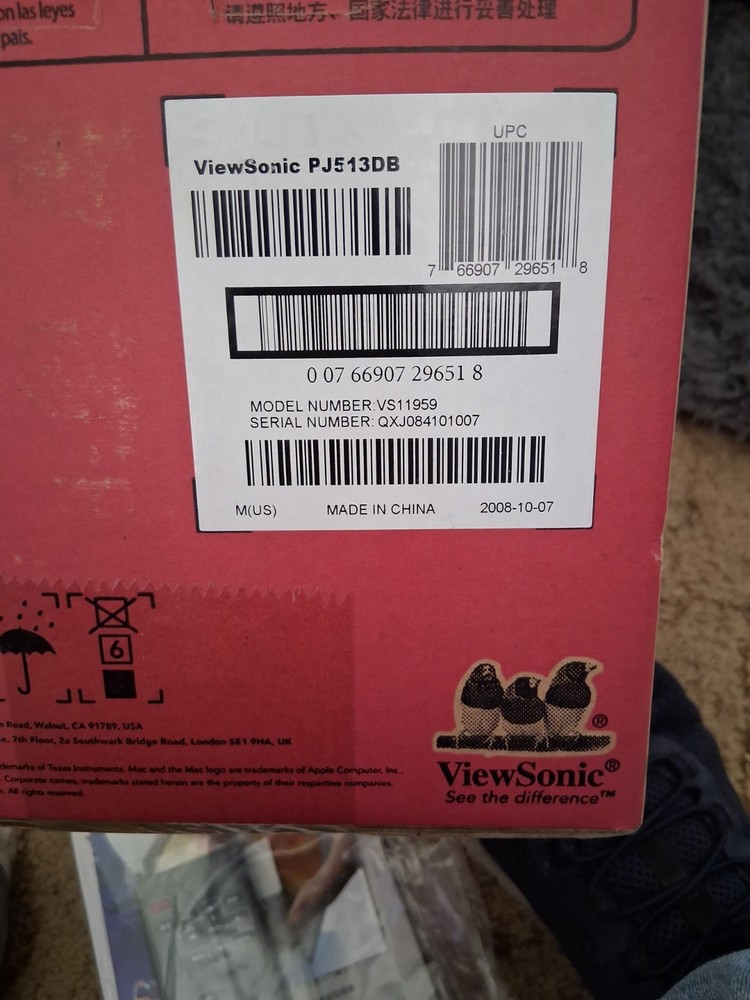 on las leyes
país.
请遵照地方、国家法律进行妥善处理
UPC
ViewSonic PJ513DB
7 66907 29651 8
0 07 66907 29651 8
MODEL NUMBER:VS11959
SERIAL NUMBER: QXJ084101007
M(US) MADE IN CHINA 2008-10-07
6
Road, Walnut, CA 91789, USA
e, 7th Floor, 2a Southwark Bridge Road, London SE1 9HA, UK
demarks of Texas Instruments. Mac and the Mac logo are trademarks of Apple Computer, Inc.,
Corporate names, trademarks stated herein are the property of their respective companies.
All rights reserved.
®
ViewSonic®
See the difference™